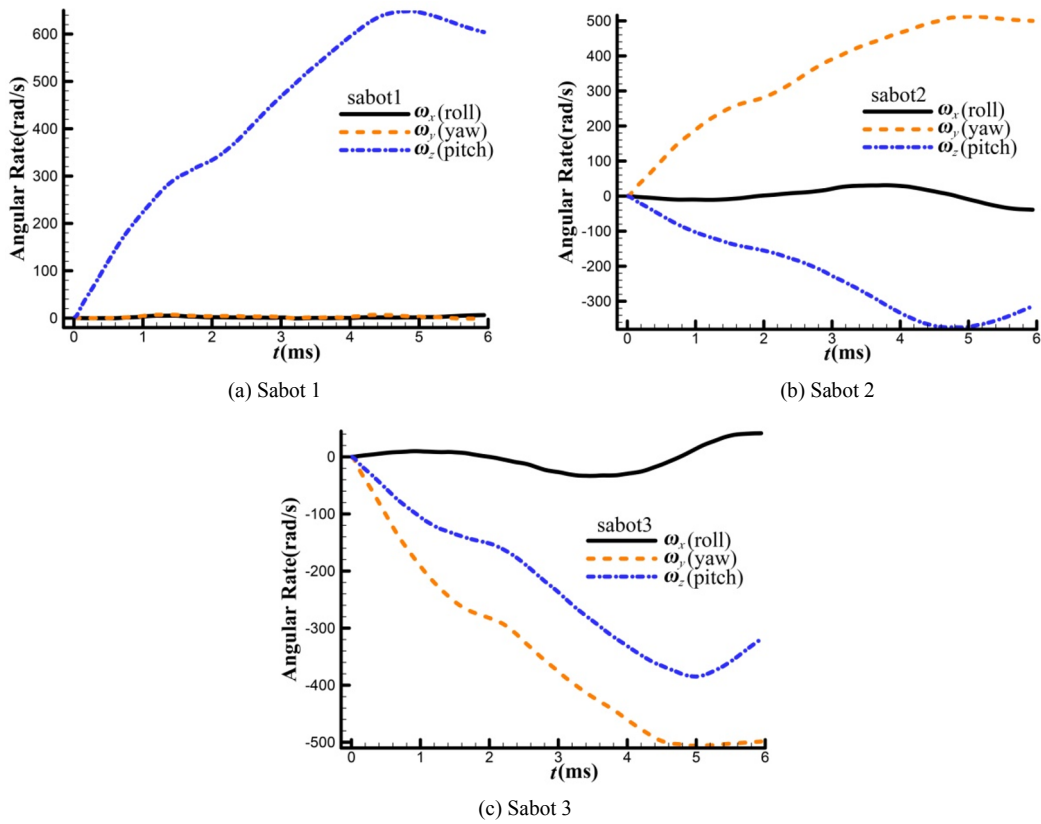 Angular Rate(rad/s)
600
500
400
300
200
100
0
sabot1
ωx(roll)
ωy(yaw)
ωz(pitch)
0 1 2 3 4 5 6
t(ms)
(a) Sabot 1
Angular Rate(rad/s)
500
400
300
200
100
0
-100
-200
-300
sabot2
ωx(roll)
ωy(yaw)
ωz(pitch)
0 1 2 3 4 5 6
t(ms)
(b) Sabot 2
Angular Rate(rad/s)
0
-100
-200
-300
-400
-500
sabot3
ωx(roll)
ωy(yaw)
ωz(pitch)
0 1 2 3 4 5 6
t(ms)
(c) Sabot 3